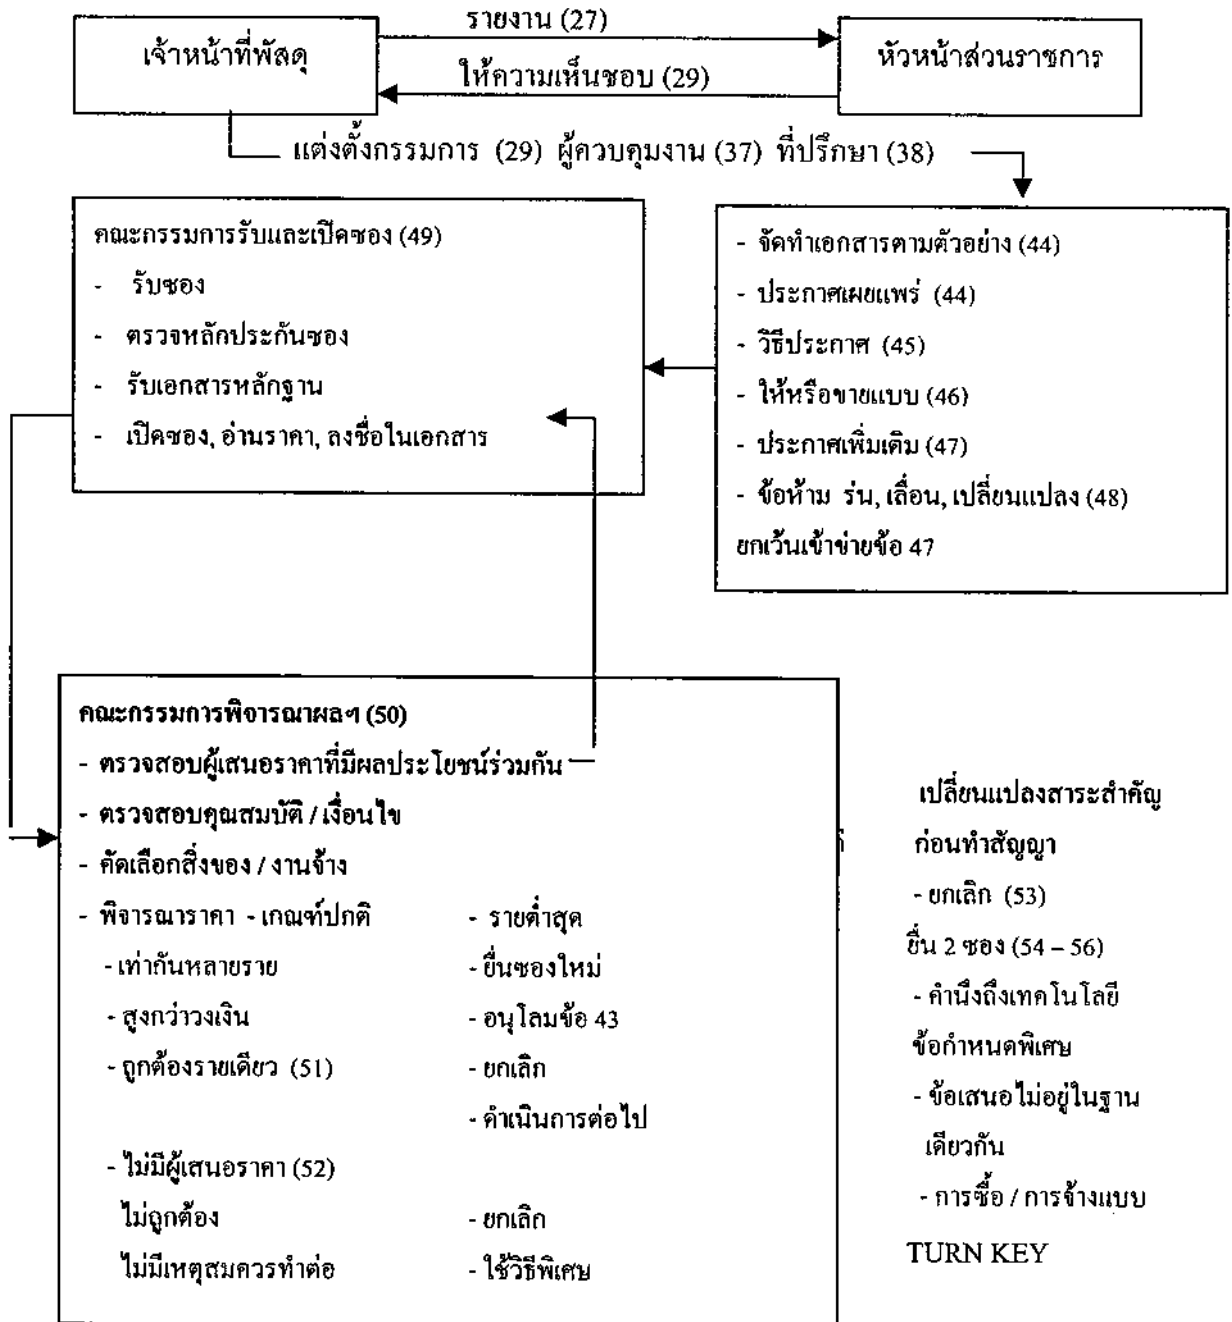 รายงาน (27)
เจ้าหน้าที่พัสดุ
หัวหน้าส่วนราชการ
ให้ความเห็นชอบ (29)
แต่งตั้งกรรมการ (29) ผู้ควบคุมงาน (37) ที่ปรึกษา (38)
คณะกรรมการรับและเปิดซอง (49)
- รับซอง
- ตรวจหลักประกันซอง
- รับเอกสารหลักฐาน
- เปิดซอง, อ่านราคา, ลงชื่อในเอกสาร
- จัดทำเอกสารตามตัวอย่าง (44)
- ประกาศเผยแพร่ (44)
- วิธีประกาศ (45)
- ให้หรือขายแบบ (46)
- ประกาศเพิ่มเติม (47)
- ข้อห้าม ร่น, เลื่อน, เปลี่ยนแปลง (48)
ยกเว้นเข้าข่ายข้อ 47
คณะกรรมการพิจารณาผลฯ (50)
- ตรวจสอบผู้เสนอราคาที่มีผลประโยชน์ร่วมกัน
- ตรวจสอบคุณสมบัติ / เงื่อนไข
- คัดเลือกสิ่งของ / งานจ้าง
- พิจารณาราคา - เกณฑ์ปกติ - รายต่ำสุด
- เท่ากันหลายราย - ยื่นซองใหม่
- สูงกว่าวงเงิน - อนุโลมข้อ 43
- ถูกต้องรายเดียว (51) - ยกเลิก
- ดำเนินการต่อไป
- ไม่มีผู้เสนอราคา (52)
ไม่ถูกต้อง - ยกเลิก
ไม่มีเหตุสมควรทำต่อ - ใช้วิธีพิเศษ
เปลี่ยนแปลงสาระสำคัญ
ก่อนทำสัญญา
- ยกเลิก (53)
ยื่น 2 ซอง (54 – 56)
- คำนึงถึงเทคโนโลยี
ข้อกำหนดพิเศษ
- ข้อเสนอไม่อยู่ในฐาน
เดียวกัน
- การซื้อ / การจ้างแบบ
TURN KEY